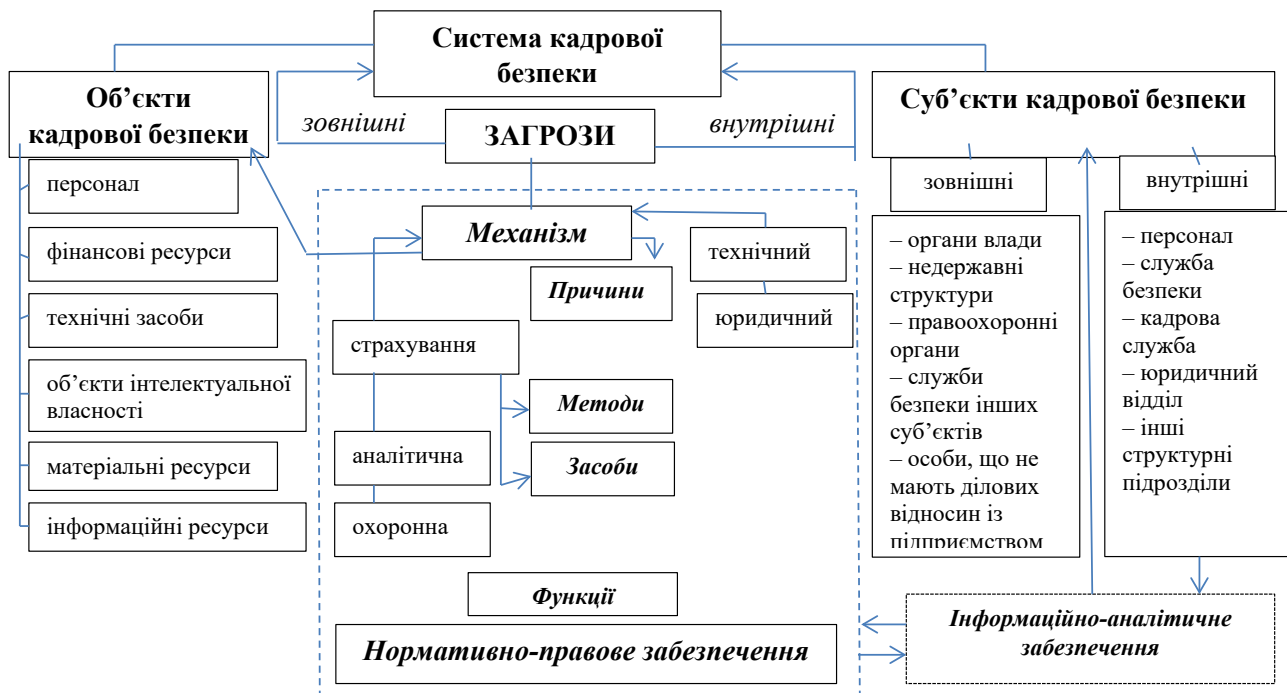 Система кадрової
безпеки
Об’єкти
кадрової безпеки
Суб’єкти кадрової безпеки
зовнішні
ЗАГРОЗИ
внутрішні
персонал
фінансові ресурси
технічні засоби
об’єкти інтелектуальної
власності
матеріальні ресурси
інформаційні ресурси
Механізм
Причини
технічний
юридичний
страхування
Методи
аналітична
Засоби
охоронна
Функції
Нормативно-правове забезпечення
зовнішні
– органи влади
– недержавні
структури
– правоохоронні
органи
– служби
безпеки інших
суб’єктів
– особи, що не
мають ділових
відносин із
підприємством
внутрішні
– персонал
– служба
безпеки
– кадрова
служба
– юридичний
відділ
– інші
структурні
підрозділи
Інформаційно-аналітичне
забезпечення